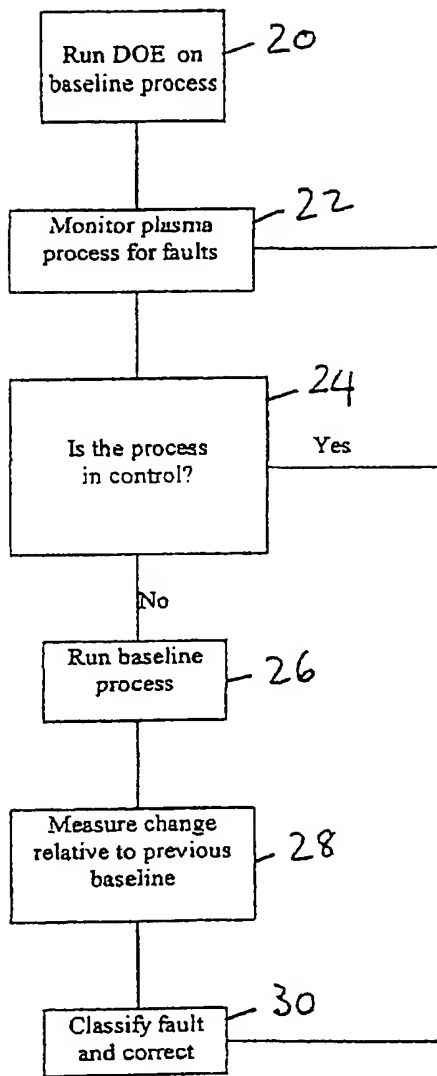 Run DOE on
baseline process
20
Monitor plasma
process for faults
22
Is the process
in control?
24
Yes
No
Run baseline
process
26
Measure change
relative to previous
baseline
28
Classify fault
and correct
30